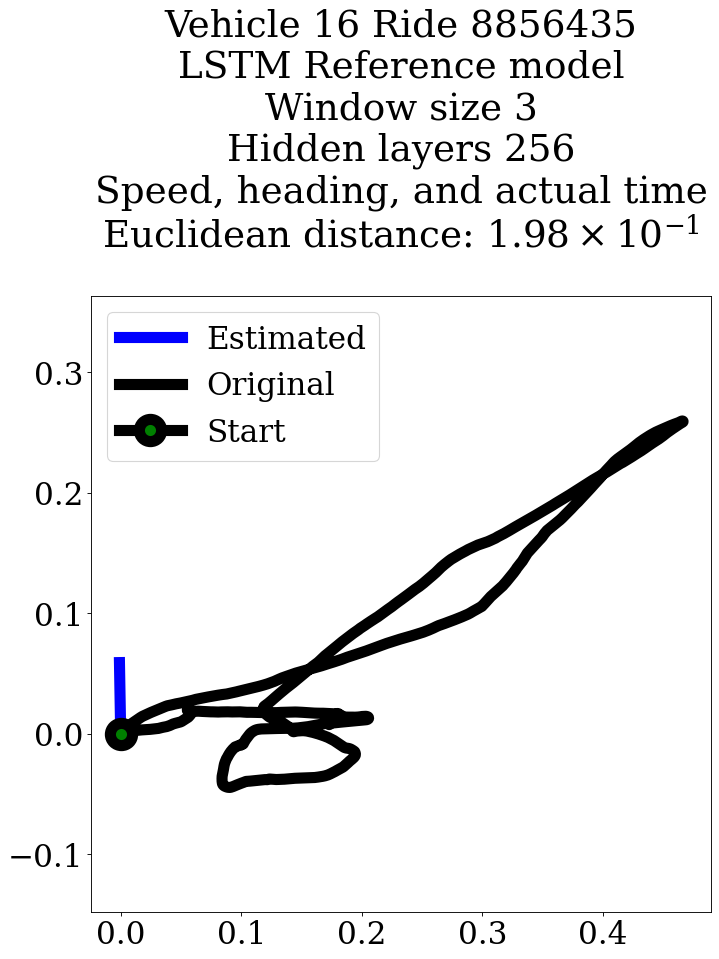 Vehicle 16 Ride 8856435
LSTM Reference model
Window size 3
Hidden layers 256
Speed, heading, and actual time
Euclidean distance: 1.98 × 10⁻¹
Estimated
Original
Start
0.3
0.2
0.1
0.0
−0.1
0.0 0.1 0.2 0.3 0.4